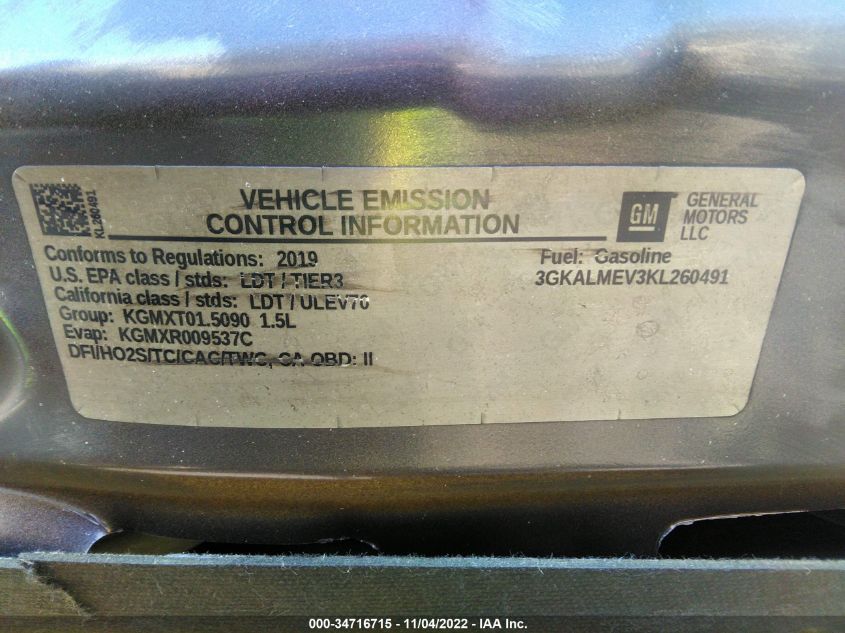 KL260491
VEHICLE EMISSION
CONTROL INFORMATION
GM
GENERAL
MOTORS
LLC
Conforms to Regulations: 2019
U.S. EPA class / stds: LDT / TIER3
California class / stds: LDT / ULEV70
Group: KGMXT01.5090 1.5L
Evap: KGMXR009537C
DFI/HO2S/TC/CAC/TWC, CA OBD: II
Fuel: Gasoline
3GKALMEV3KL260491
000-34716715 - 11/04/2022 - IAA Inc.